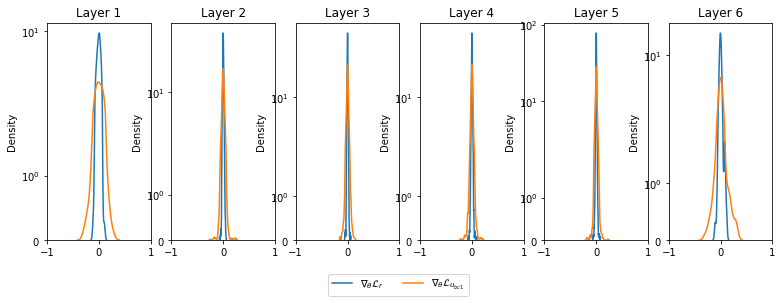 Layer 1 Layer 2 Layer 3 Layer 4 Layer 5 Layer 6
10¹ 10⁰ 0 Density -1 0 1
10¹ 10⁰ 0 Density -1 0 1
10¹ 10⁰ 0 Density -1 0 1
10¹ 10⁰ 0 Density -1 0 1
10² 10¹ 10⁰ 0 Density -1 0 1
10¹ 10⁰ 0 Density -1 0 1
∇θℒr ∇θℒu_bc1